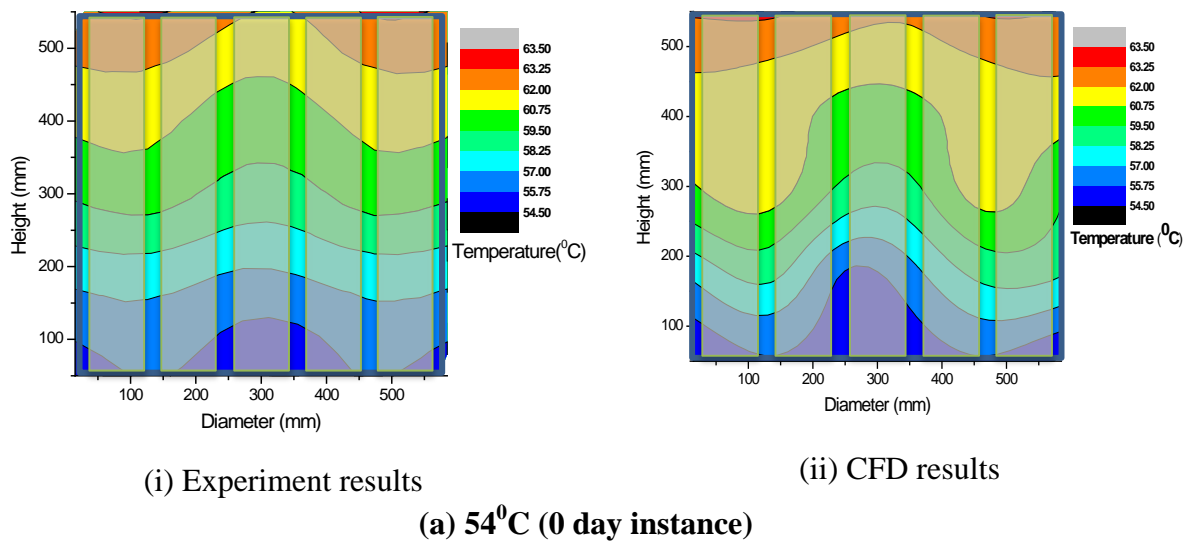 500
400
300
200
100
Height (mm)
100 200 300 400 500
Diameter (mm)
63.50
63.25
62.00
60.75
59.50
58.25
57.00
55.75
54.50
Temperature(⁰C)
(i) Experiment results
500
400
300
200
100
Height (mm)
100 200 300 400 500
Diameter (mm)
63.50
63.25
62.00
60.75
59.50
58.25
57.00
55.75
54.50
Temperature (⁰C)
(ii) CFD results
(a) 54⁰C (0 day instance)